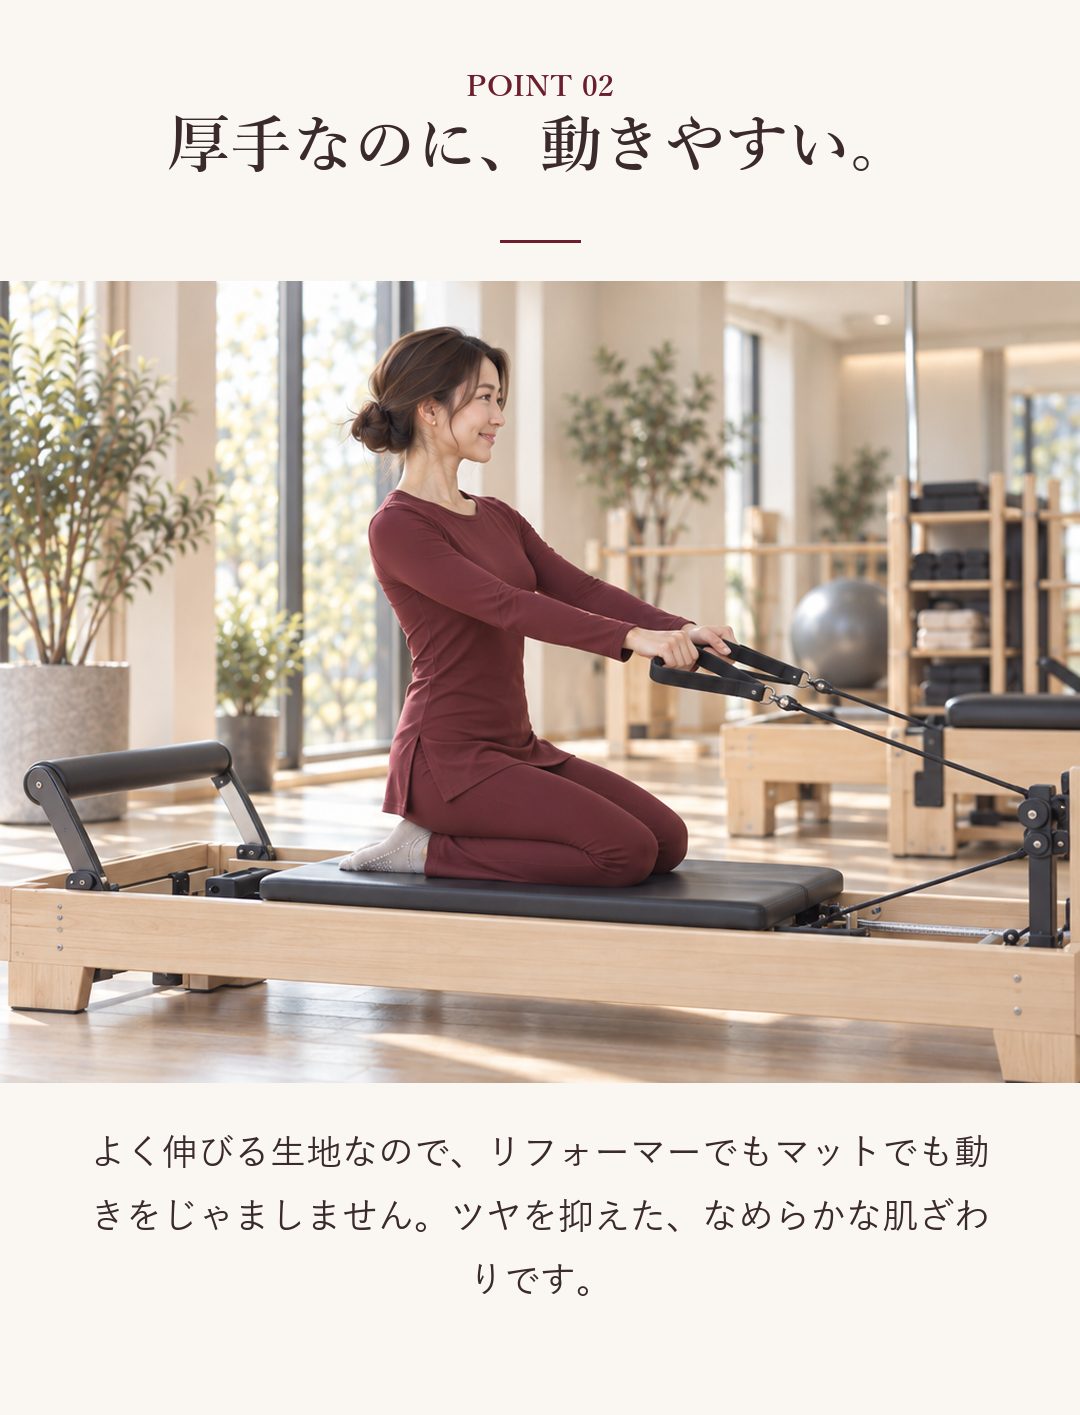 POINT 02
厚手なのに、動きやすい。
よく伸びる生地なので、リフォーマーでもマットでも動
きをじゃましません。ツヤを抑えた、なめらかな肌ざわ
りです。